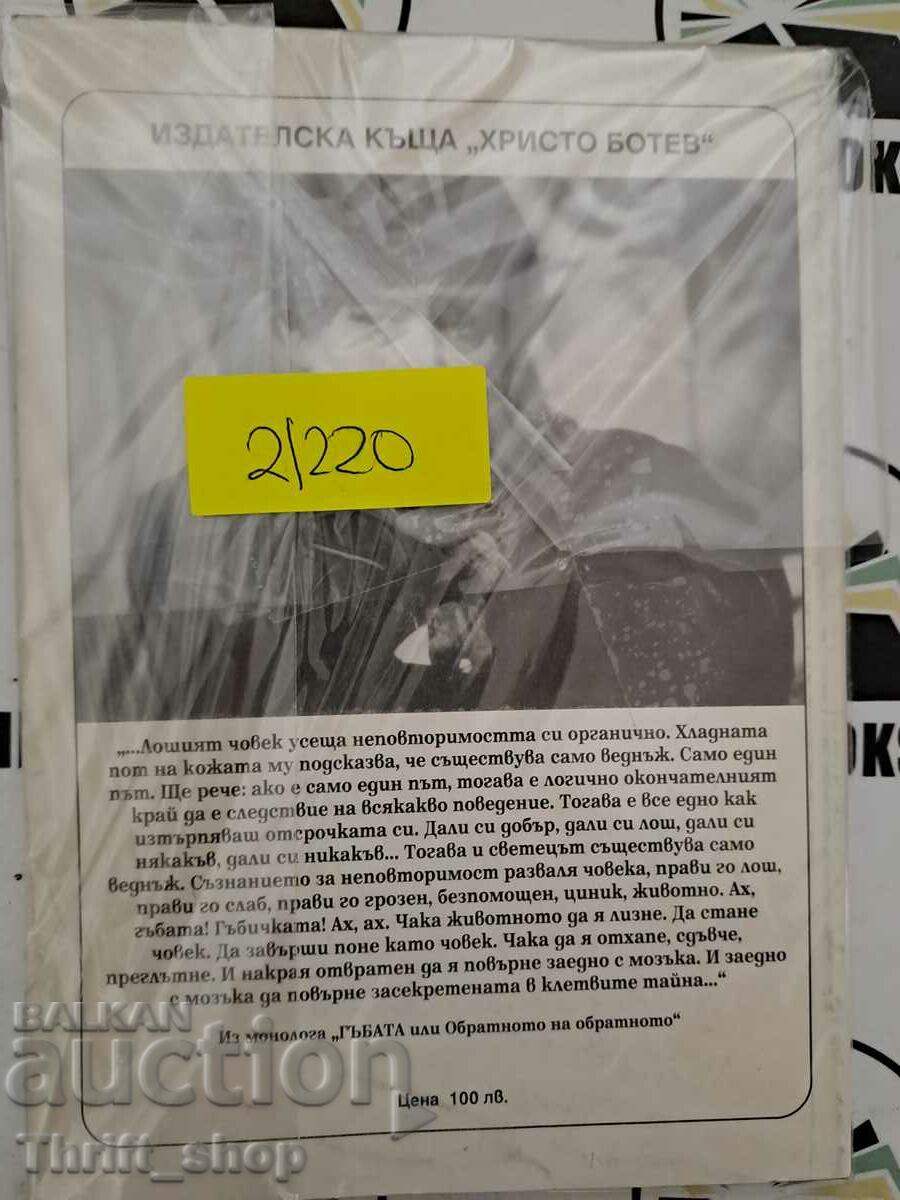 ИЗДАТЕЛСКА КЪЩА „ХРИСТО БОТЕВ“
OK
2/220
OKS
„...Лошият човек усеща неповторимостта си органично. Хладната
пот на кожата му подсказва, че съществува само веднъж. Само един
път. Ще рече: ако е само един път, тогава е логично окончателният
край да е следствие на всякакво поведение. Тогава е все едно как
изтърпяваш отсрочката си. Дали си добър, дали си лош, дали си
някакъв, дали си никакъв... Тогава и светецът съществува само
веднъж. Съзнанието за неповторимост разваля човека, прави го лош,
прави го слаб, прави го грозен, безпомощен, циник, животно. Ах,
гъбата! Гъбичката! Ах, ах. Чака животното да я лизне. Да стане
човек. Да завърши поне като човек. Чака да я отхапе, сдъвче,
преглътне. И накрая отвратен да я повърне заедно с мозъка. И заедно
с мозъка да повърне засекретената в клетвите тайна...“
Из монолога „ГЪБАТА или Обратното на обратното“
Цена 100 лв.
BALKAN
auction
Thrift_shop